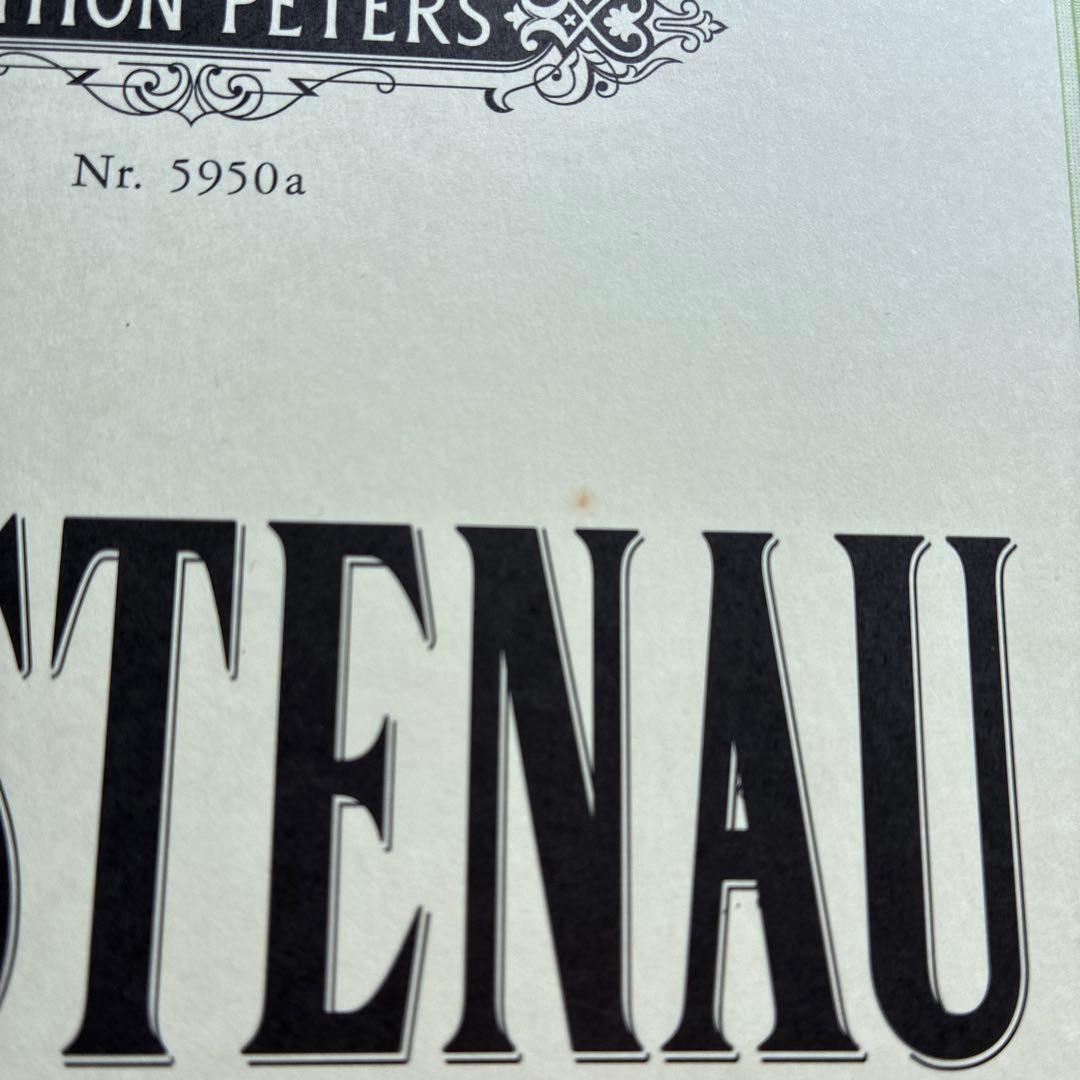 TION PETERS
Nr. 5950a
STENAU